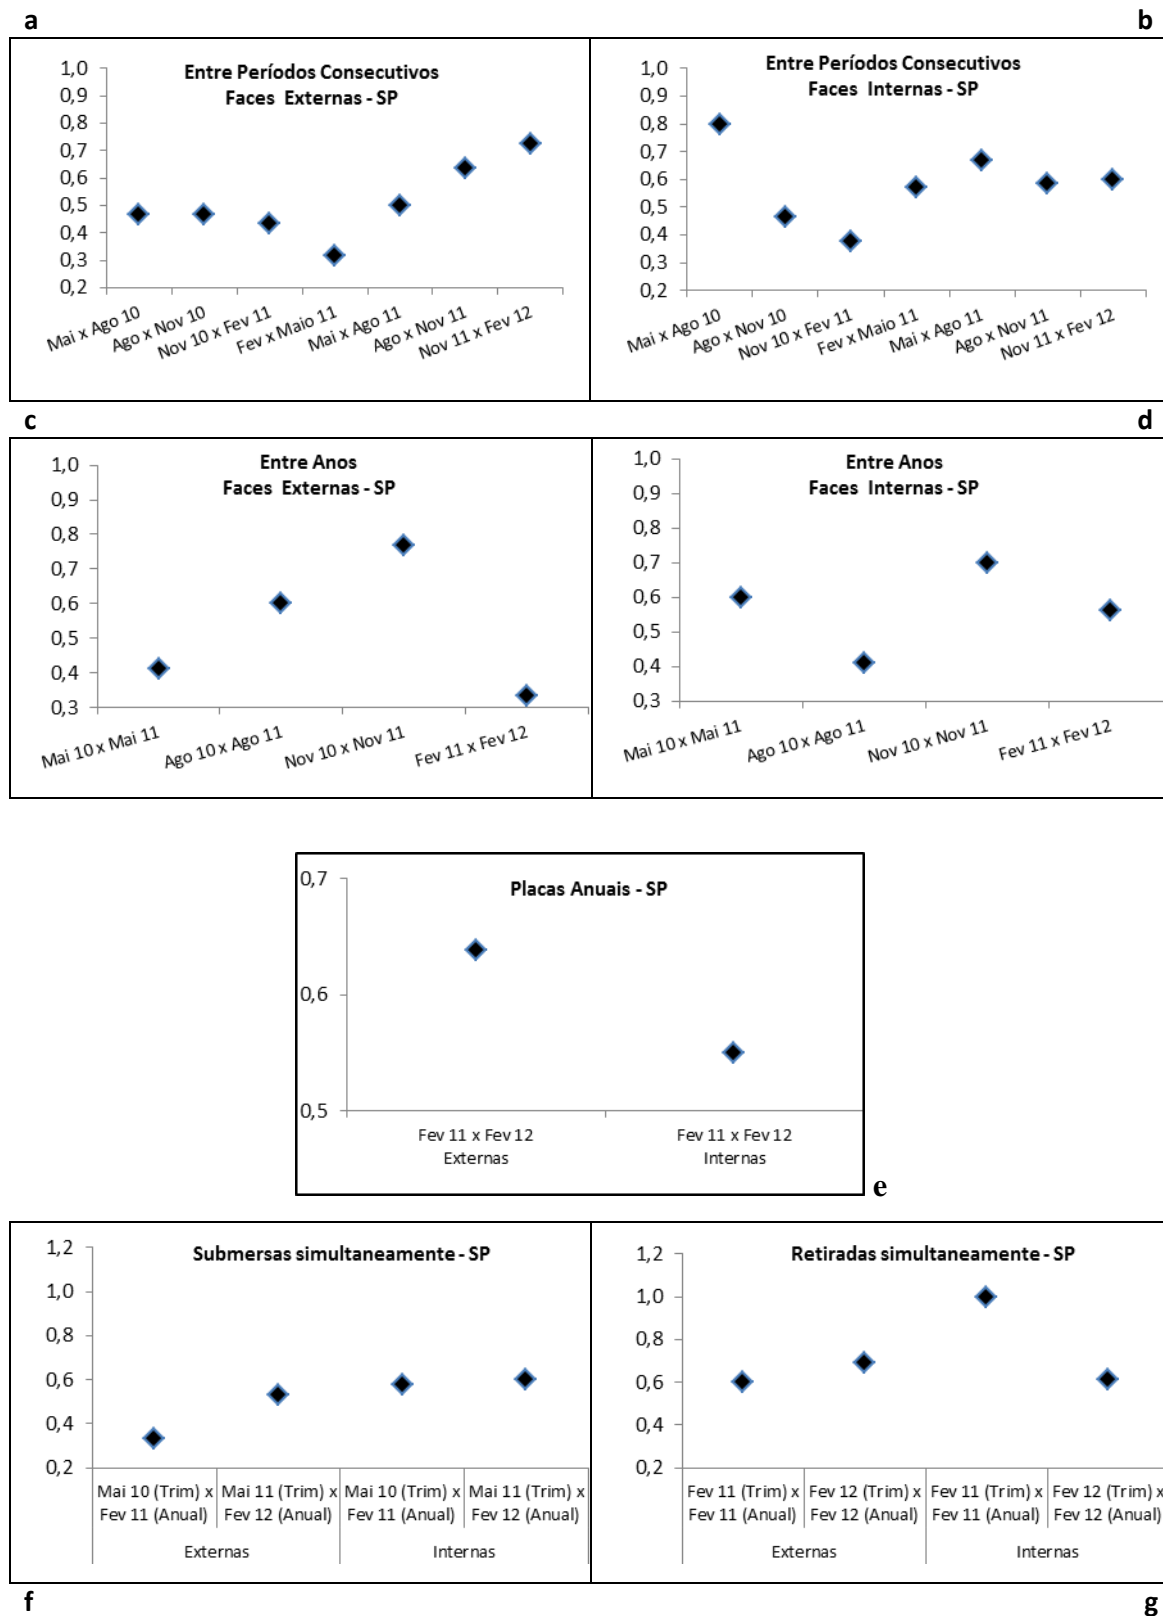 a
b
Entre Períodos Consecutivos
Faces Externas - SP
1,0
0,9
0,8
0,7
0,6
0,5
0,4
0,3
0,2
Mai x Ago 10
Ago x Nov 10
Nov 10 x Fev 11
Fev x Maio 11
Mai x Ago 11
Ago x Nov 11
Nov 11 x Fev 12
Entre Períodos Consecutivos
Faces Internas - SP
1,0
0,9
0,8
0,7
0,6
0,5
0,4
0,3
0,2
Mai x Ago 10
Ago x Nov 10
Nov 10 x Fev 11
Fev x Maio 11
Mai x Ago 11
Ago x Nov 11
Nov 11 x Fev 12
c
d
Entre Anos
Faces Externas - SP
1,0
0,9
0,8
0,7
0,6
0,5
0,4
0,3
Mai 10 x Mai 11
Ago 10 x Ago 11
Nov 10 x Nov 11
Fev 11 x Fev 12
Entre Anos
Faces Internas - SP
1,0
0,9
0,8
0,7
0,6
0,5
0,4
0,3
Mai 10 x Mai 11
Ago 10 x Ago 11
Nov 10 x Nov 11
Fev 11 x Fev 12
Placas Anuais - SP
0,7
0,6
0,5
Fev 11 x Fev 12
Externas
Fev 11 x Fev 12
Internas
e
Submersas simultaneamente - SP
1,2
1,0
0,8
0,6
0,4
0,2
Mai 10 (Trim) x
Fev 11 (Anual)
Mai 11 (Trim) x
Fev 12 (Anual)
Mai 10 (Trim) x
Fev 11 (Anual)
Mai 11 (Trim) x
Fev 12 (Anual)
Externas
Internas
Retiradas simultaneamente - SP
1,2
1,0
0,8
0,6
0,4
0,2
Fev 11 (Trim) x
Fev 11 (Anual)
Fev 12 (Trim) x
Fev 12 (Anual)
Fev 11 (Trim) x
Fev 11 (Anual)
Fev 12 (Trim) x
Fev 12 (Anual)
Externas
Internas
f
g